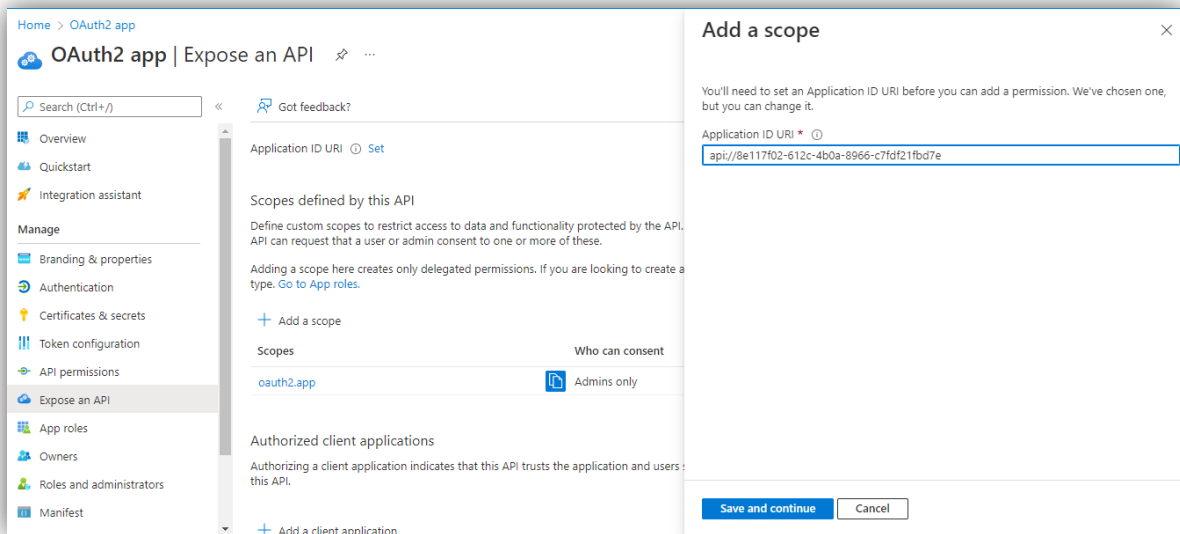 Home > OAuth2 app
OAuth2 app | Expose an API
Search (Ctrl+/)
Overview
Quickstart
Integration assistant
Manage
Branding & properties
Authentication
Certificates & secrets
Token configuration
API permissions
Expose an API
App roles
Owners
Roles and administrators
Manifest
Got feedback?
Application ID URI Set
Scopes defined by this API
Define custom scopes to restrict access to data and functionality protected by the API.
API can request that a user or admin consent to one or more of these.
Adding a scope here creates only delegated permissions. If you are looking to create a
type. Go to App roles.
Add a scope
Scopes Who can consent
oauth2.app Admins only
Authorized client applications
Authorizing a client application indicates that this API trusts the application and users
this API.
Add a client application
Add a scope
You'll need to set an Application ID URI before you can add a permission. We've chosen one,
but you can change it.
Application ID URI *
api://8e117f02-612c-4b0a-8966-c7fdf21fbd7e
Save and continue Cancel